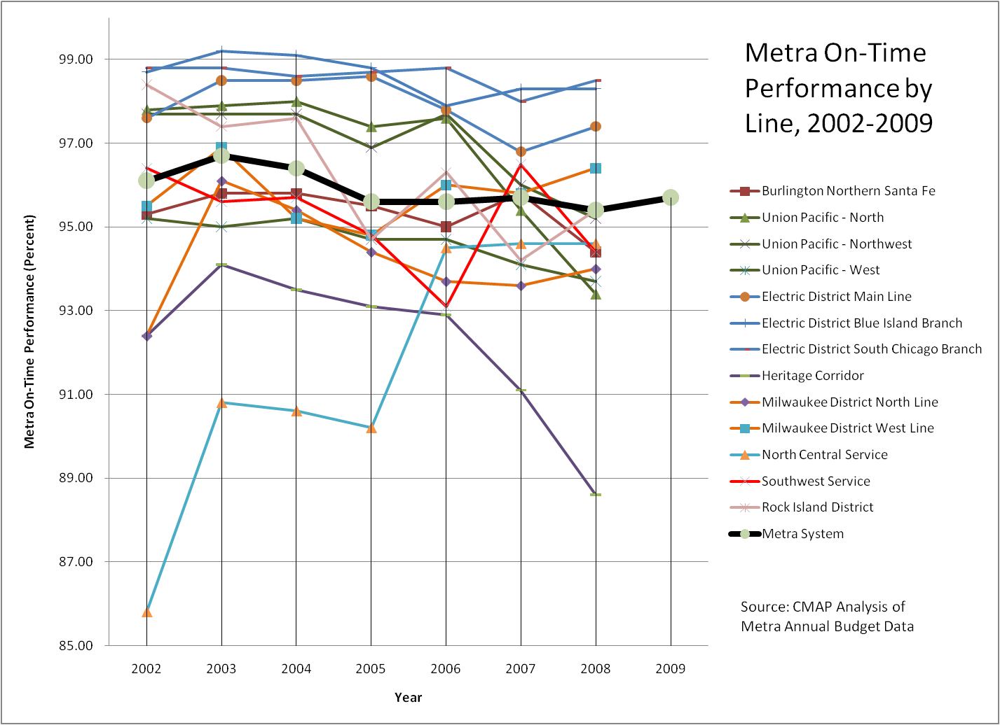 Metra On-Time
Performance by
Line, 2002-2009
99.00
97.00
95.00
93.00
91.00
89.00
87.00
85.00
Metra On-Time Performance (Percent)
2002 2003 2004 2005 2006 2007 2008 2009
Year
Burlington Northern Santa Fe
Union Pacific - North
Union Pacific - Northwest
Union Pacific - West
Electric District Main Line
Electric District Blue Island Branch
Electric District South Chicago Branch
Heritage Corridor
Milwaukee District North Line
Milwaukee District West Line
North Central Service
Southwest Service
Rock Island District
Metra System
Source: CMAP Analysis of
Metra Annual Budget Data